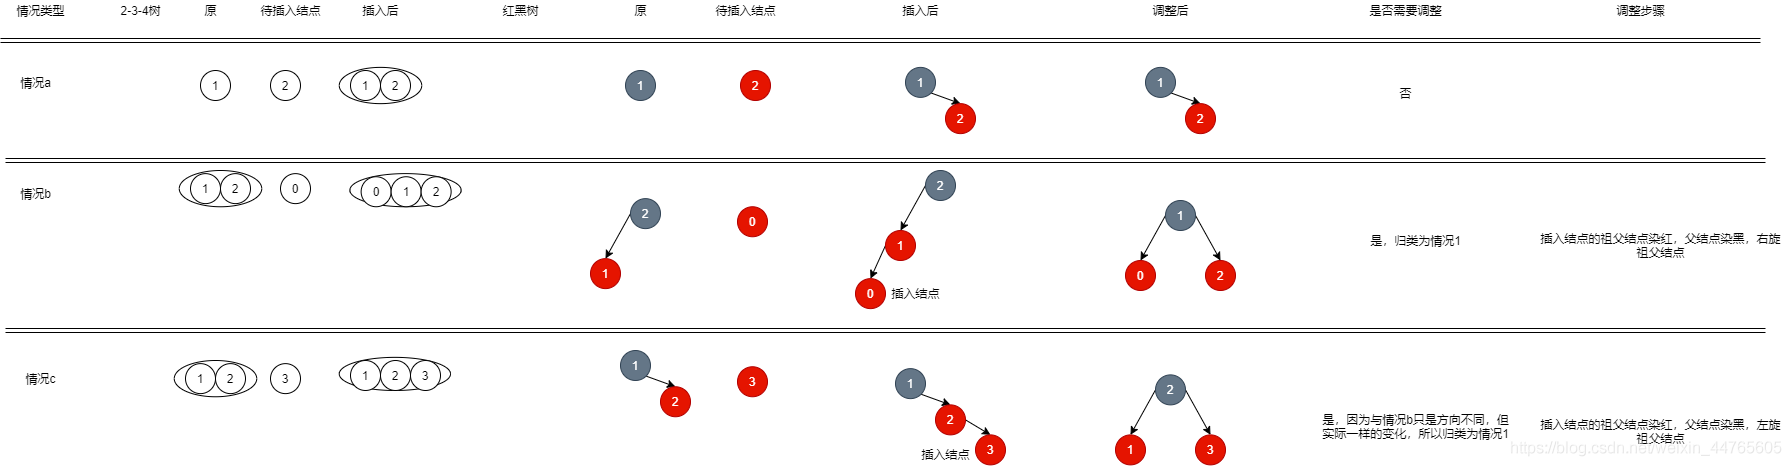 情况类型 2-3-4树 原 待插入结点 插入后 红黑树 原 待插入结点 插入后 调整后 是否需要调整 调整步骤
情况a 1 2 1 2 1 2 1 2 1 2 否
情况b 1 2 0 0 1 2 2 1 0 2 1 0 插入结点 1 0 2 是，归类为情况1
插入结点的祖父结点染红，父结点染黑，右旋
祖父结点
情况c 1 2 3 1 2 3 1 2 3 1 2 3 插入结点 2 1 3
是，因为与情况b只是方向不同，但
实际一样的变化，所以归类为情况1
插入结点的祖父结点染红，父结点染黑，左旋
祖父结点
https://blog.csdn.net/weixin_44765605